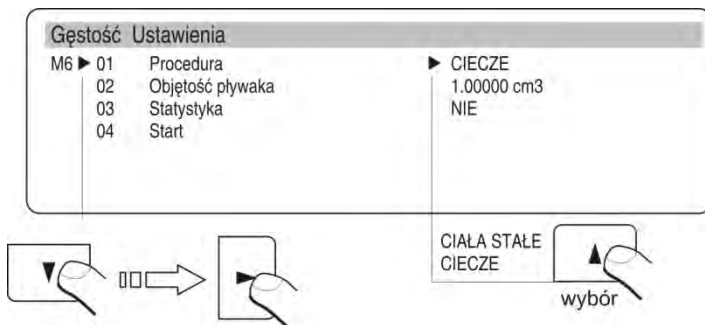 Gęstość Ustawienia
M6 ▶ 01 Procedura ▶ CIECZE
02 Objętość pływaka 1.00000 cm3
03 Statystyka NIE
04 Start
CIAŁA STAŁE
CIECZE
wybór